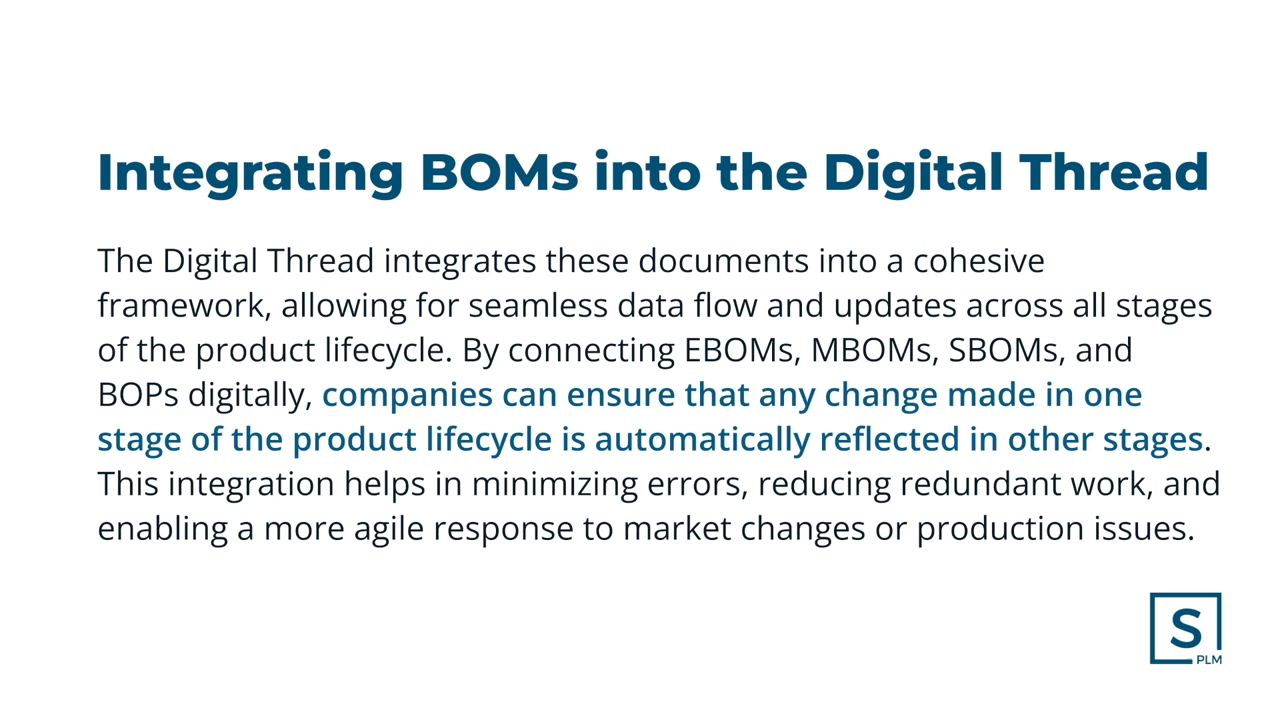 Integrating BOMs into the Digital Thread
The Digital Thread integrates these documents into a cohesive
framework, allowing for seamless data flow and updates across all stages
of the product lifecycle. By connecting EBOMs, MBOMs, SBOMs, and
BOPs digitally, companies can ensure that any change made in one
stage of the product lifecycle is automatically reflected in other stages.
This integration helps in minimizing errors, reducing redundant work, and
enabling a more agile response to market changes or production issues.
S
PLM